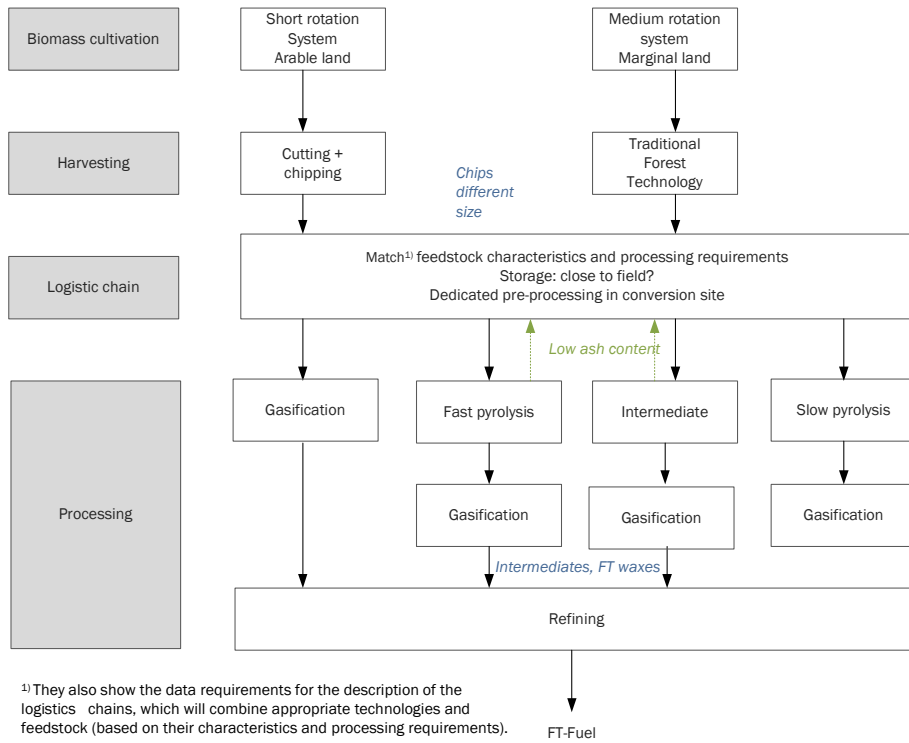 Biomass cultivation
Short rotation
System
Arable land
Medium rotation
system
Marginal land
Harvesting
Cutting +
chipping
Chips
different
size
Traditional
Forest
Technology
Logistic chain
Match1) feedstock characteristics and processing requirements
Storage: close to field?
Dedicated pre-processing in conversion site
Low ash content
Processing
Gasification
Fast pyrolysis
Intermediate
Slow pyrolysis
Gasification
Gasification
Gasification
Intermediates, FT waxes
Refining
1) They also show the data requirements for the description of the
logistics chains, which will combine appropriate technologies and
feedstock (based on their characteristics and processing requirements).
FT-Fuel